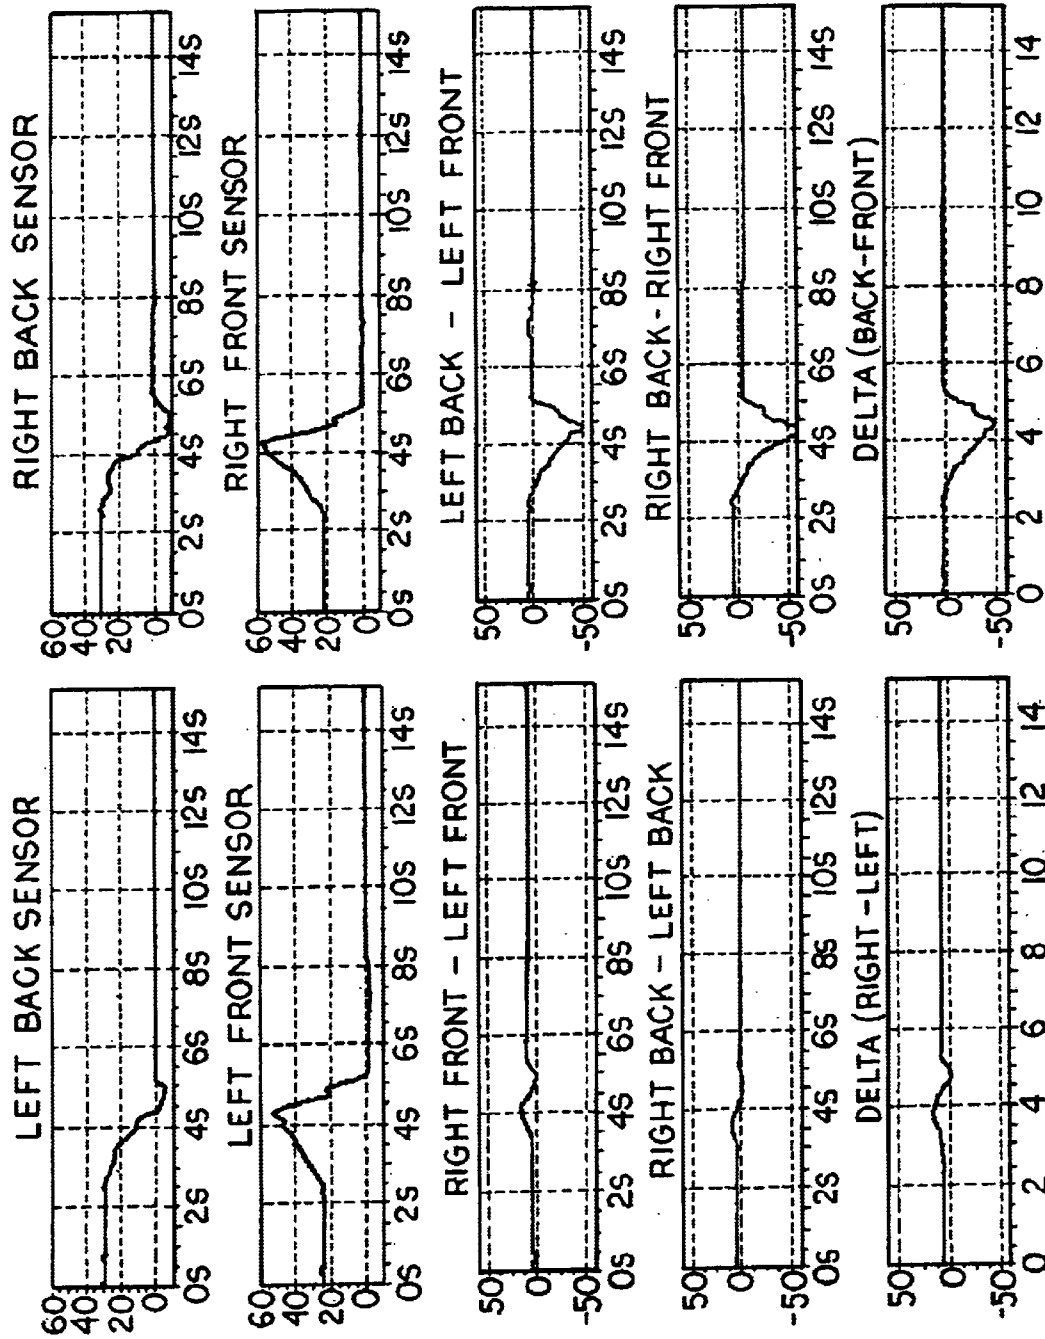 LEFT BACK SENSOR
60
40
20
0
0S 2S 4S 6S 8S 10S 12S 14S
RIGHT BACK SENSOR
60
40
20
0
0S 2S 4S 6S 8S 10S 12S 14S
LEFT FRONT SENSOR
60
40
20
0
0S 2S 4S 6S 8S 10S 12S 14S
RIGHT FRONT SENSOR
60
40
20
0
0S 2S 4S 6S 8S 10S 12S 14S
RIGHT FRONT - LEFT FRONT
50
0
-50
0S 2S 4S 6S 8S 10S 12S 14S
LEFT BACK - LEFT FRONT
50
0
-50
0S 2S 4S 6S 8S 10S 12S 14S
RIGHT BACK - LEFT BACK
50
0
-50
0S 2S 4S 6S 8S 10S 12S 14S
RIGHT BACK-RIGHT FRONT
50
0
-50
0S 2S 4S 6S 8S 10S 12S 14S
DELTA (RIGHT-LEFT)
50
0
-50
0 2 4 6 8 10 12 14
DELTA (BACK-FRONT)
50
0
-50
0 2 4 6 8 10 12 14